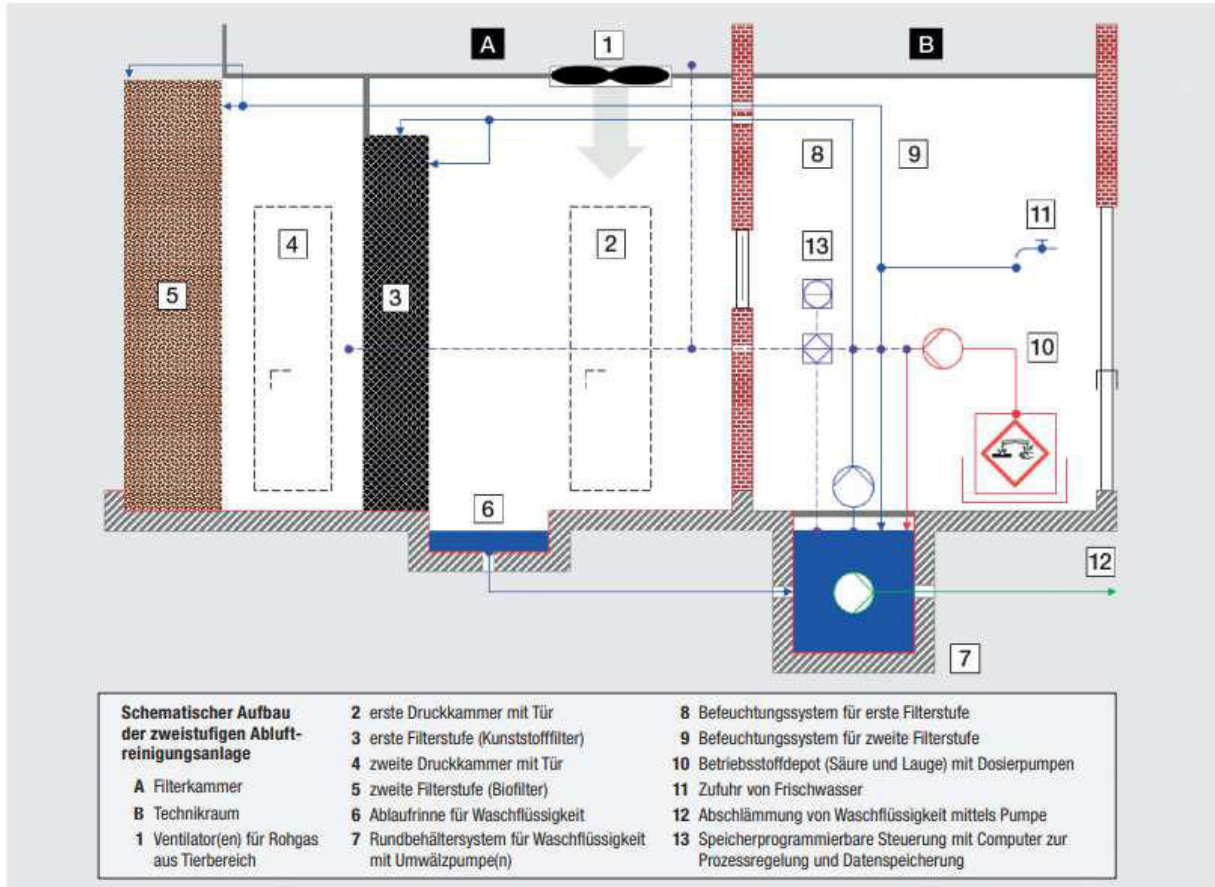 A
1
B
8
9
11
4
2
13
5
3
10
6
12
7
Schematischer Aufbau
der zweistufigen Abluft-
reinigungsanlage
A Filterkammer
B Technikraum
1 Ventilator(en) für Rohgas
aus Tierbereich
2 erste Druckkammer mit Tür
3 erste Filterstufe (Kunststofffilter)
4 zweite Druckkammer mit Tür
5 zweite Filterstufe (Biofilter)
6 Ablaufrinne für Waschflüssigkeit
7 Rundbehältersystem für Waschflüssigkeit
mit Umwälzpumpe(n)
8 Befeuchtungssystem für erste Filterstufe
9 Befeuchtungssystem für zweite Filterstufe
10 Betriebsstoffdepot (Säure und Lauge) mit Dosierpumpen
11 Zufuhr von Frischwasser
12 Abschlämmung von Waschflüssigkeit mittels Pumpe
13 Speicherprogrammierbare Steuerung mit Computer zur
Prozessregelung und Datenspeicherung